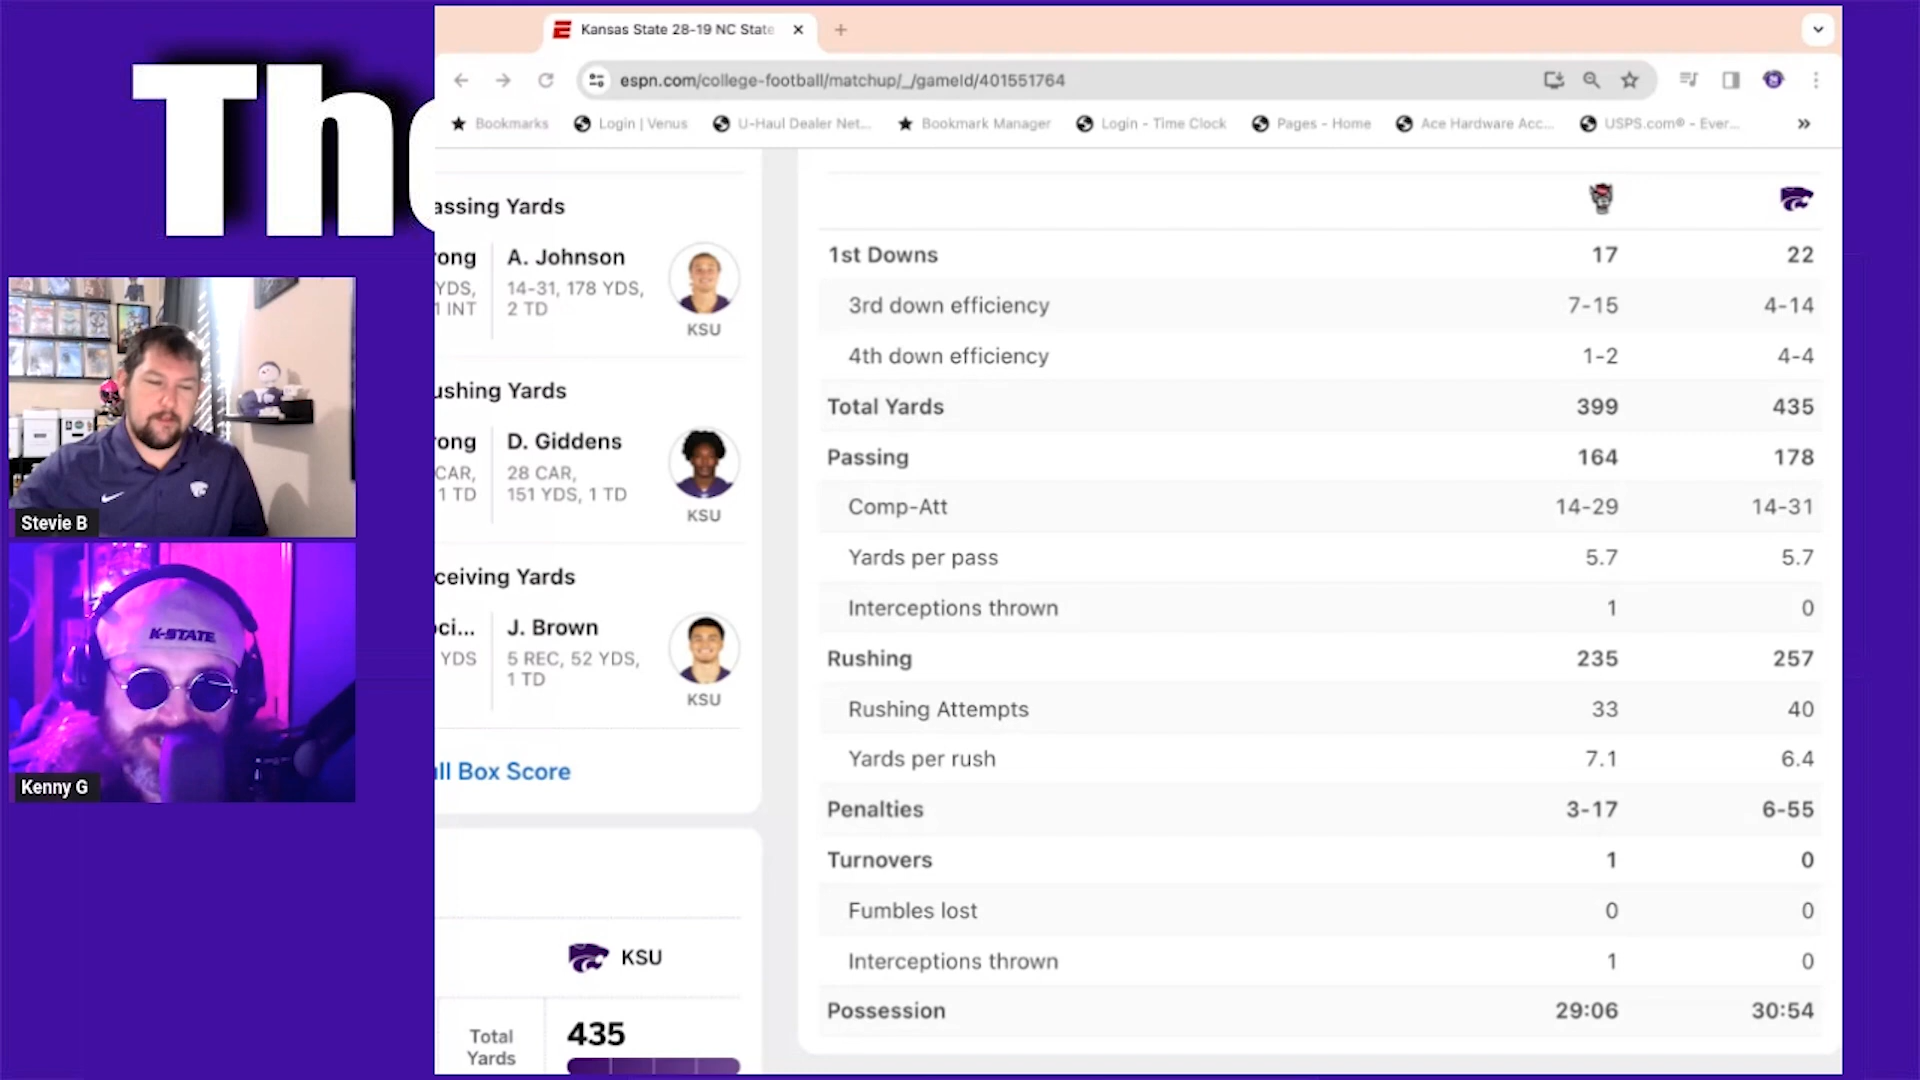 The
Stevie B
K-STATE
Kenny G
Kansas State 28-19 NC State
espn.com/college-football/matchup/_/gameId/401551764
Bookmarks Login | Venus U-Haul Dealer Net... Bookmark Manager Login - Time Clock Pages - Home Ace Hardware Acc... USPS.com® - Ever...
assing Yards
rong A. Johnson
YDS, 14-31, 178 YDS,
1 INT 2 TD
KSU
ushing Yards
rong D. Giddens
CAR, 28 CAR,
1 TD 151 YDS, 1 TD
KSU
ceiving Yards
oci... J. Brown
YDS 5 REC, 52 YDS,
1 TD
KSU
ll Box Score
KSU
Total
Yards
435
1st Downs 17 22
3rd down efficiency 7-15 4-14
4th down efficiency 1-2 4-4
Total Yards 399 435
Passing 164 178
Comp-Att 14-29 14-31
Yards per pass 5.7 5.7
Interceptions thrown 1 0
Rushing 235 257
Rushing Attempts 33 40
Yards per rush 7.1 6.4
Penalties 3-17 6-55
Turnovers 1 0
Fumbles lost 0 0
Interceptions thrown 1 0
Possession 29:06 30:54